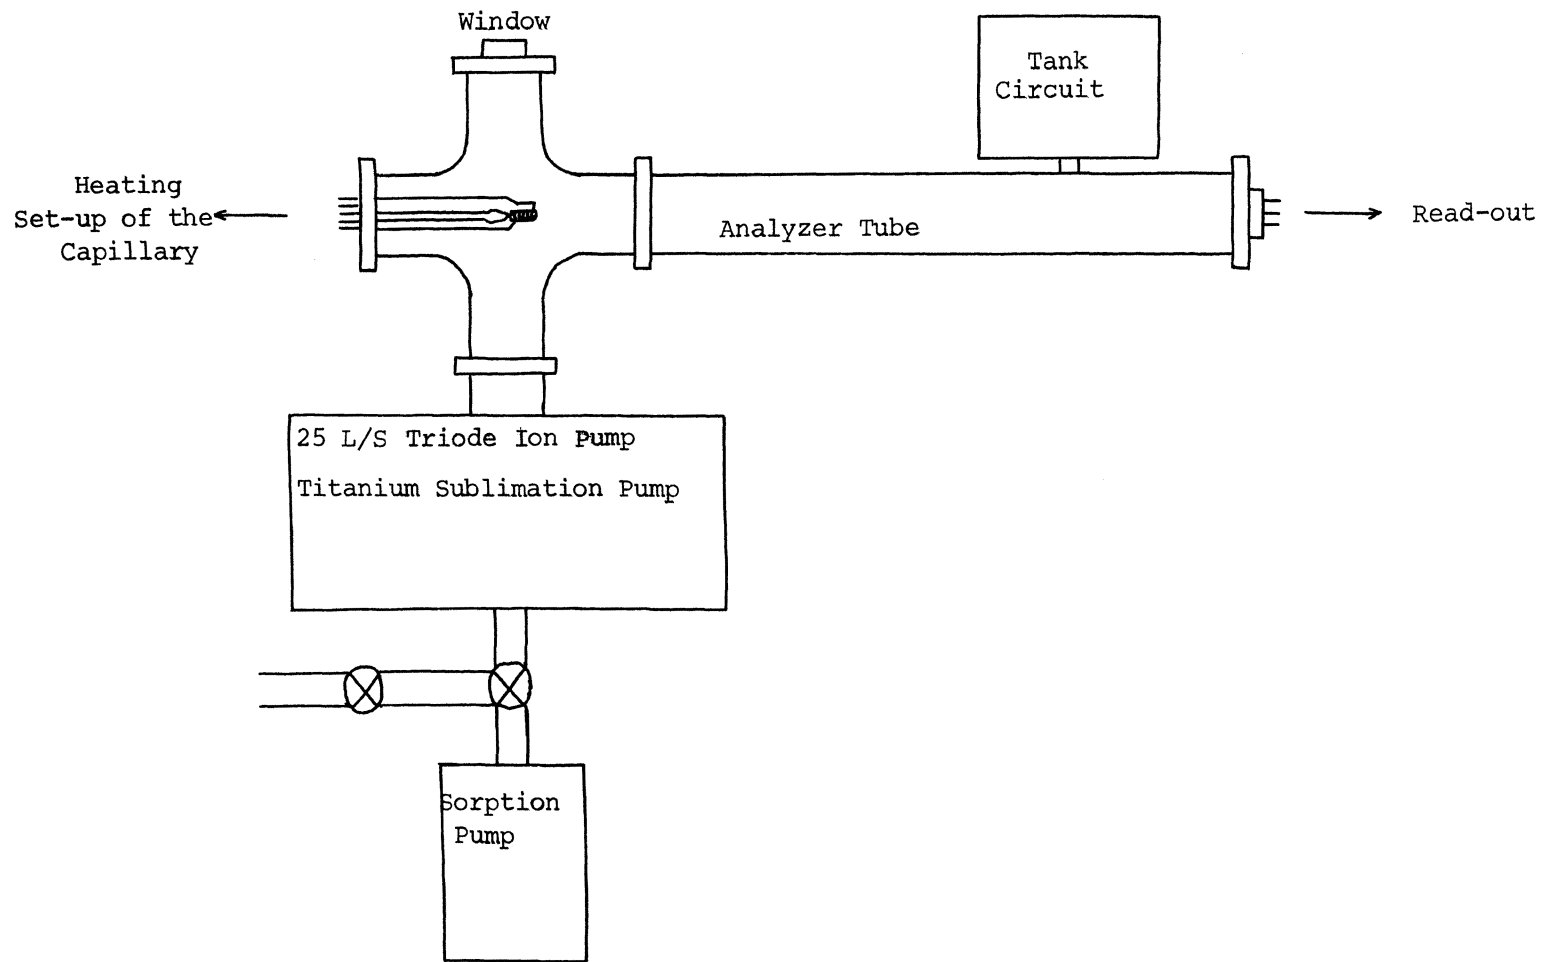 Window
Tank
Circuit
Heating
Set-up of the
Capillary
Analyzer Tube
Read-out
25 L/S Triode Ion Pump
Titanium Sublimation Pump
Sorption
Pump